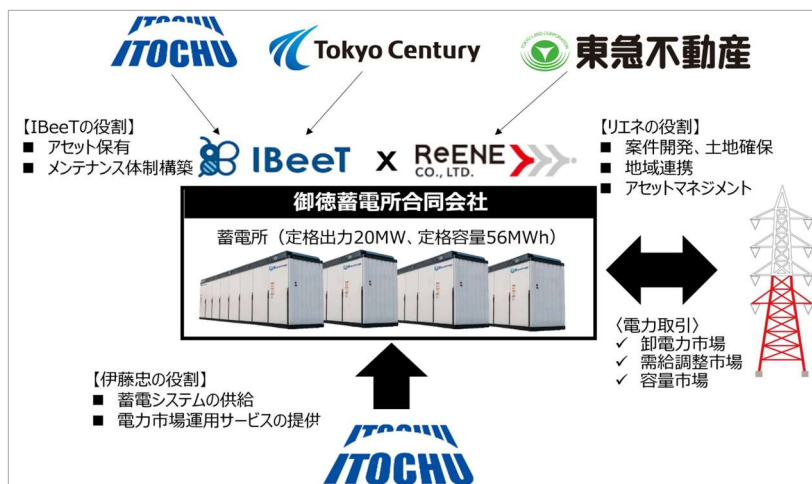 ITOCHU
ITOCHU
Tokyo Century
TOKYU LAND CORPORATION
東急不動産
【IBeeTの役割】
■ アセット保有
■ メンテナンス体制構築
IBeeT x ReENE
CO., LTD.
【リエネの役割】
■ 案件開発、土地確保
■ 地域連携
■ アセットマネジメント
御徳蓄電所合同会社
蓄電所（定格出力20MW、定格容量56MWh）
〈電力取引〉
✓ 卸電力市場
✓ 需給調整市場
✓ 容量市場
【伊藤忠の役割】
■ 蓄電システムの供給
■ 電力市場運用サービスの提供
ITOCHU
ITOCHU